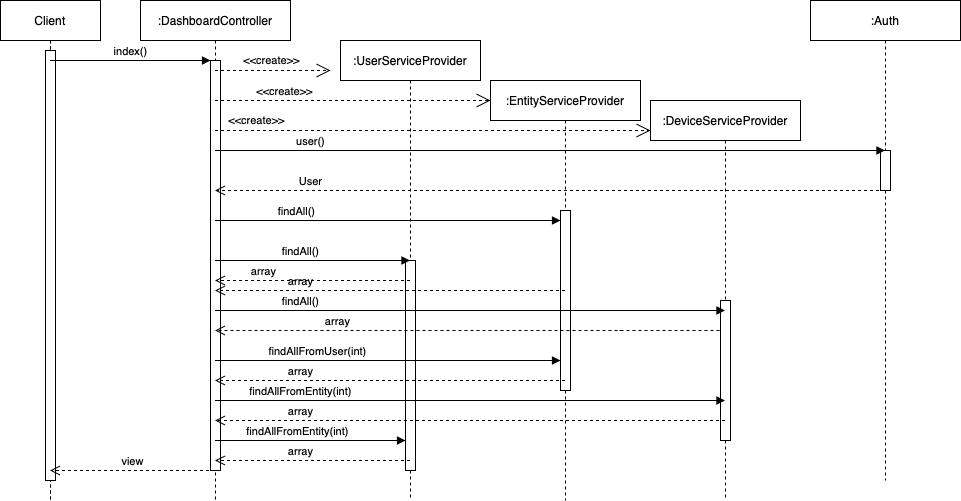 Client
:DashboardController
:Auth
index()
<<create>>
:UserServiceProvider
<<create>>
:EntityServiceProvider
<<create>>
:DeviceServiceProvider
user()
User
findAll()
findAll()
array
array
findAll()
array
findAllFromUser(int)
array
findAllFromEntity(int)
array
findAllFromEntity(int)
array
view